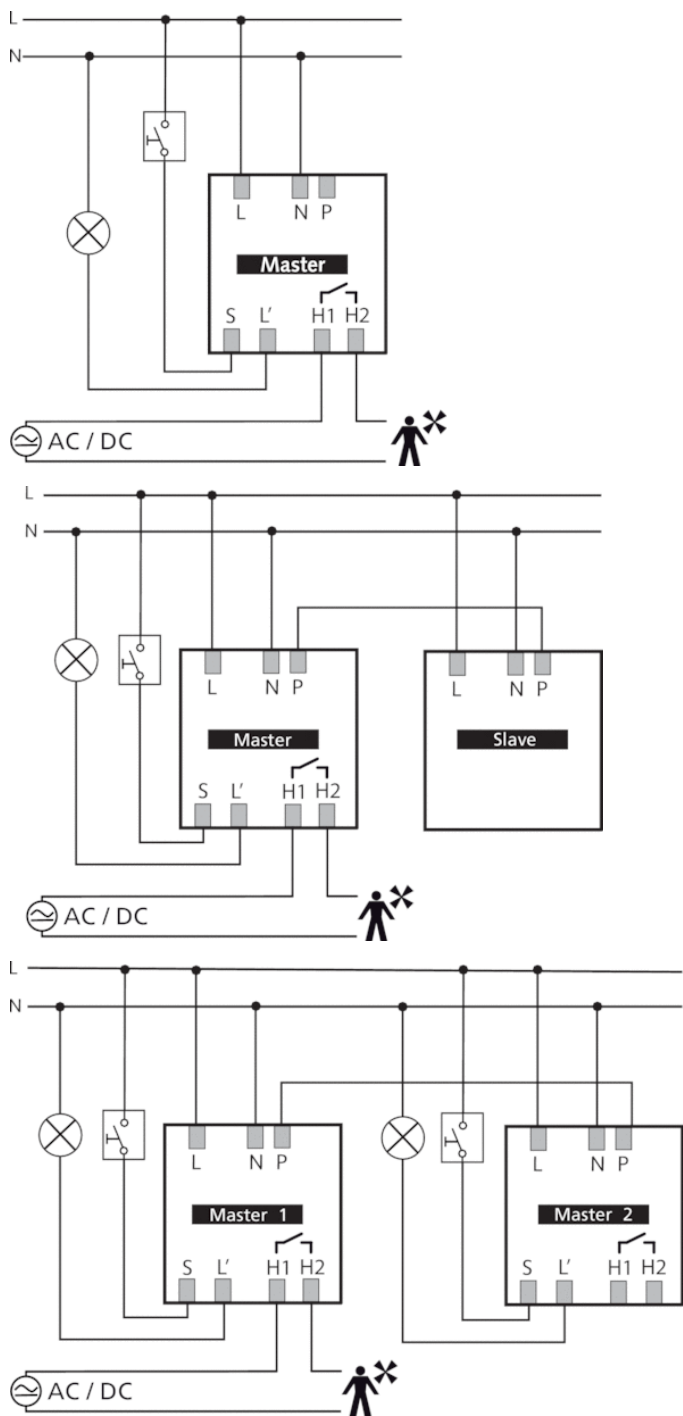 L
N
L N P
Master
S L' H1 H2
AC / DC
L
N
L N P L N P
Master Slave
S L' H1 H2
AC / DC
L
N
L N P L N P
Master 1 Master 2
S L' H1 H2 S L' H1 H2
AC / DC